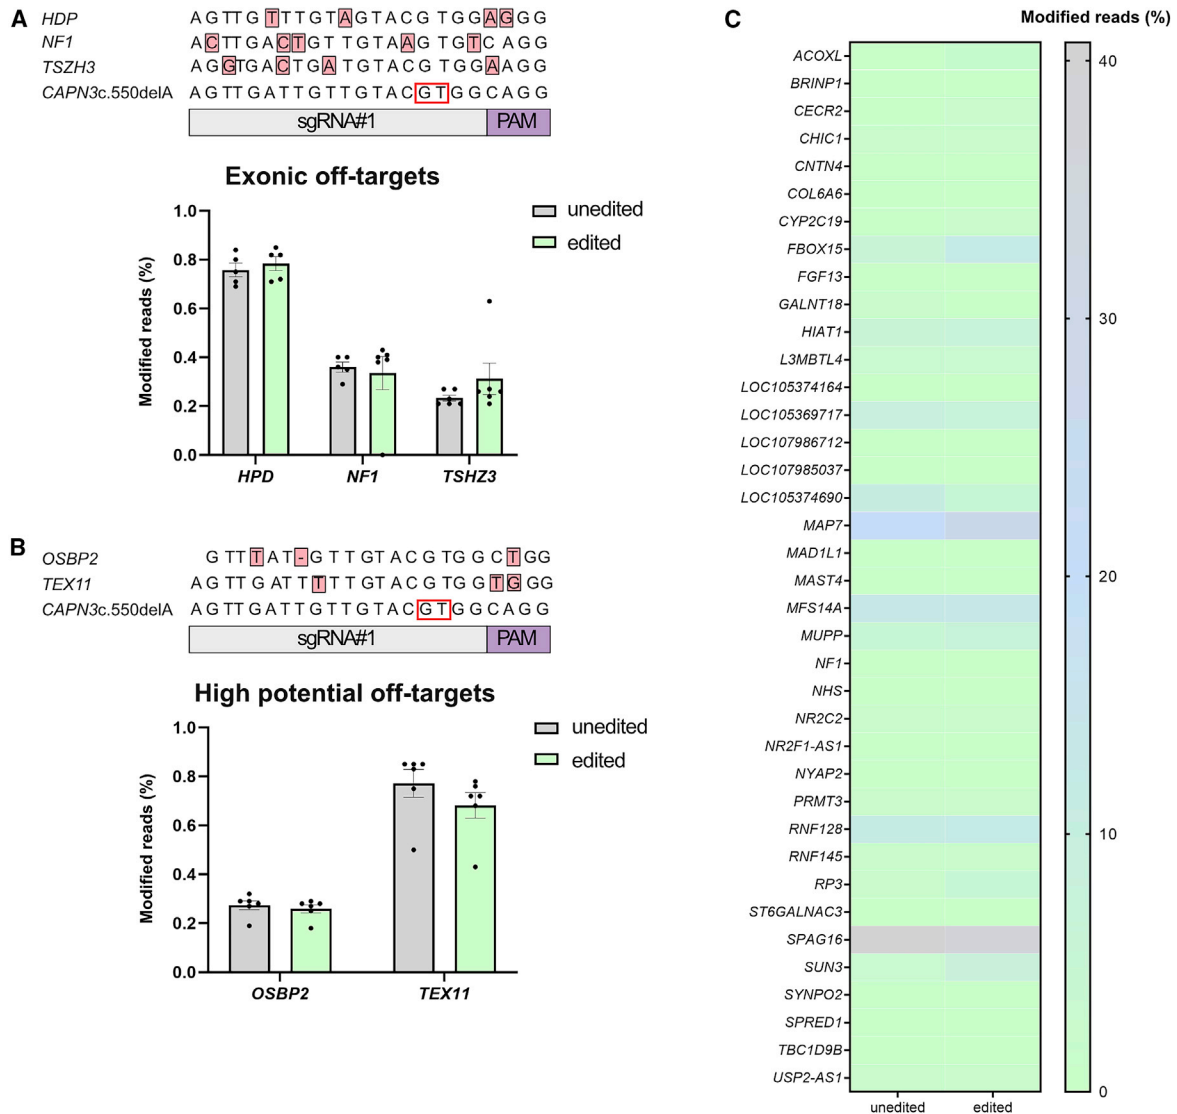 A
HDP AGTTG TTTGTAGTACGTGGAGGG
NF1 ACTTGACTGTTGTAAGTGTCAGG
TSZH3 AGGTGACTGATGTACGTGGAAGG
CAPN3c.550delA AGTTGATTGTTGTACGTGGCAGG
sgRNA#1 PAM
Exonic off-targets
unedited
edited
Modified reads (%)
1.0
0.8
0.6
0.4
0.2
0.0
HPD NF1 TSHZ3
B
OSBP2 GTTTAT-GTTGTACGTGGCTGG
TEX11 AGTTGATTTTTGTACGTGGTGGG
CAPN3c.550delA AGTTGATTGTTGTACGTGGCAGG
sgRNA#1 PAM
High potential off-targets
unedited
edited
Modified reads (%)
1.0
0.8
0.6
0.4
0.2
0.0
OSBP2 TEX11
C
Modified reads (%)
ACOXL
BRINP1
CECR2
CHIC1
CNTN4
COL6A6
CYP2C19
FBOX15
FGF13
GALNT18
HIAT1
L3MBTL4
LOC105374164
LOC105369717
LOC107986712
LOC107985037
LOC105374690
MAP7
MAD1L1
MAST4
MFS14A
MUPP
NF1
NHS
NR2C2
NR2F1-AS1
NYAP2
PRMT3
RNF128
RNF145
RP3
ST6GALNAC3
SPAG16
SUN3
SYNPO2
SPRED1
TBC1D9B
USP2-AS1
unedited edited
40
30
20
10
0